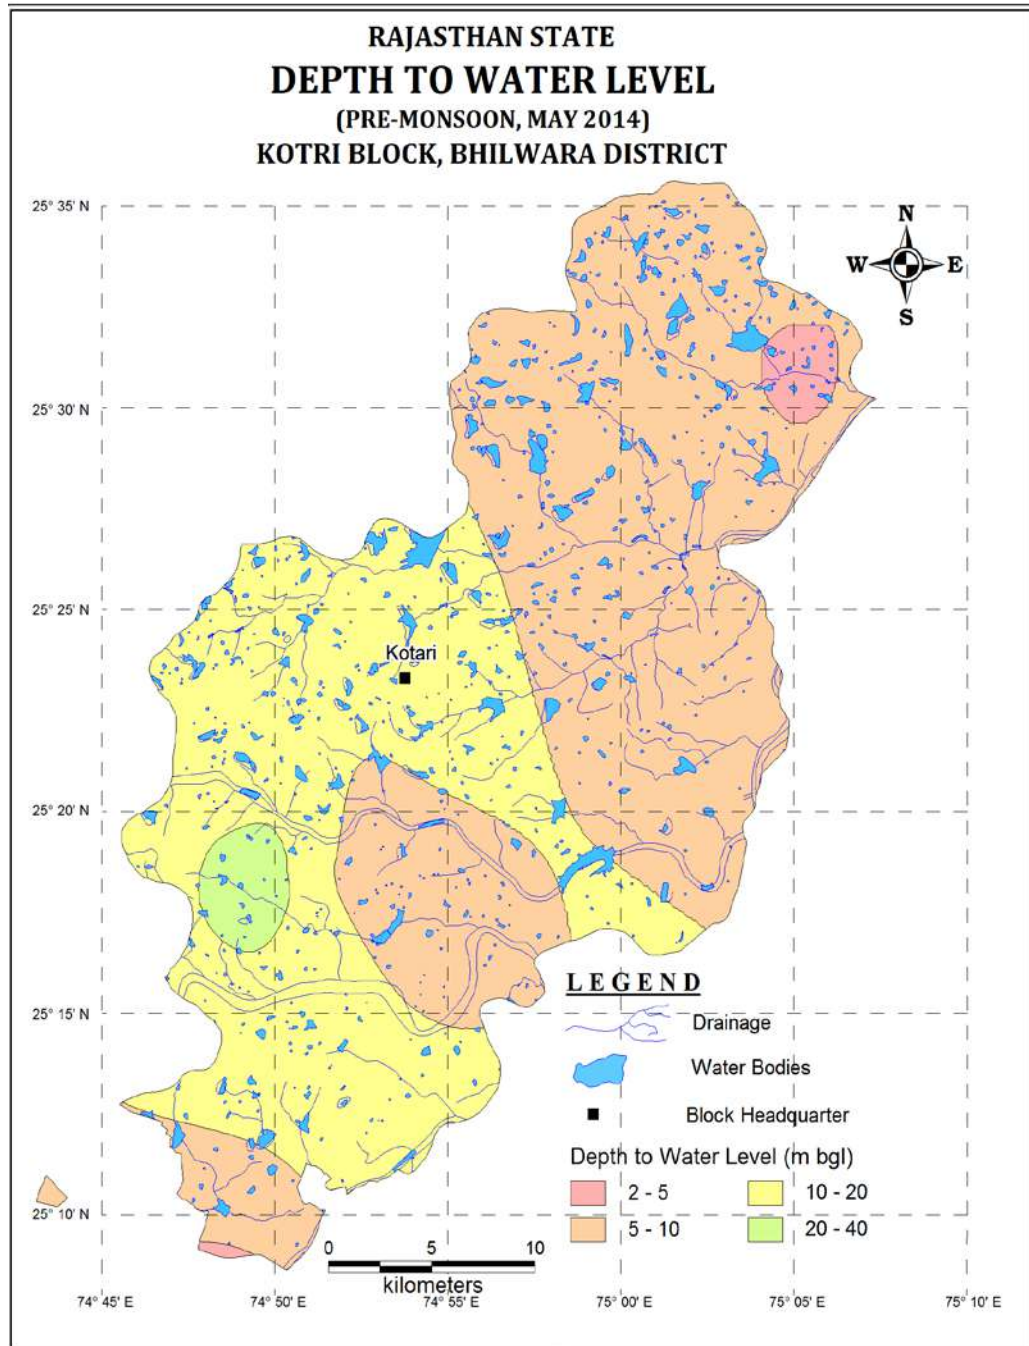 RAJASTHAN STATE
DEPTH TO WATER LEVEL
(PRE-MONSOON, MAY 2014)
KOTRI BLOCK, BHILWARA DISTRICT
25° 35' N
N
W E
S
25° 30' N
25° 25' N
Kotari
25° 20' N
25° 15' N
LEGEND
Drainage
Water Bodies
Block Headquarter
Depth to Water Level (m bgl)
2 - 5 10 - 20
5 - 10 20 - 40
25° 10' N
0 5 10
kilometers
74° 45' E 74° 50' E 74° 55' E 75° 00' E 75° 05' E 75° 10' E